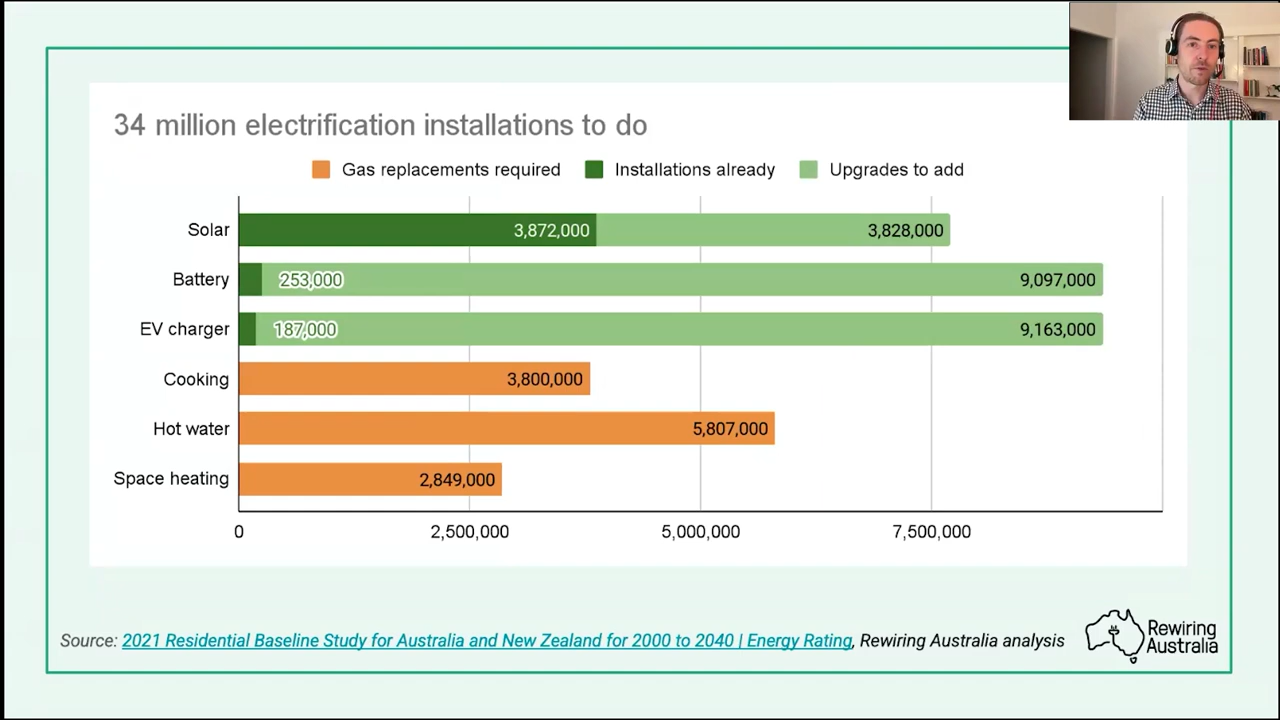 34 million electrification installations to do
Gas replacements required Installations already Upgrades to add
Solar 3,872,000 3,828,000
Battery 253,000 9,097,000
EV charger 187,000 9,163,000
Cooking 3,800,000
Hot water 5,807,000
Space heating 2,849,000
0 2,500,000 5,000,000 7,500,000
Source: 2021 Residential Baseline Study for Australia and New Zealand for 2000 to 2040 | Energy Rating, Rewiring Australia analysis
Rewiring
Australia